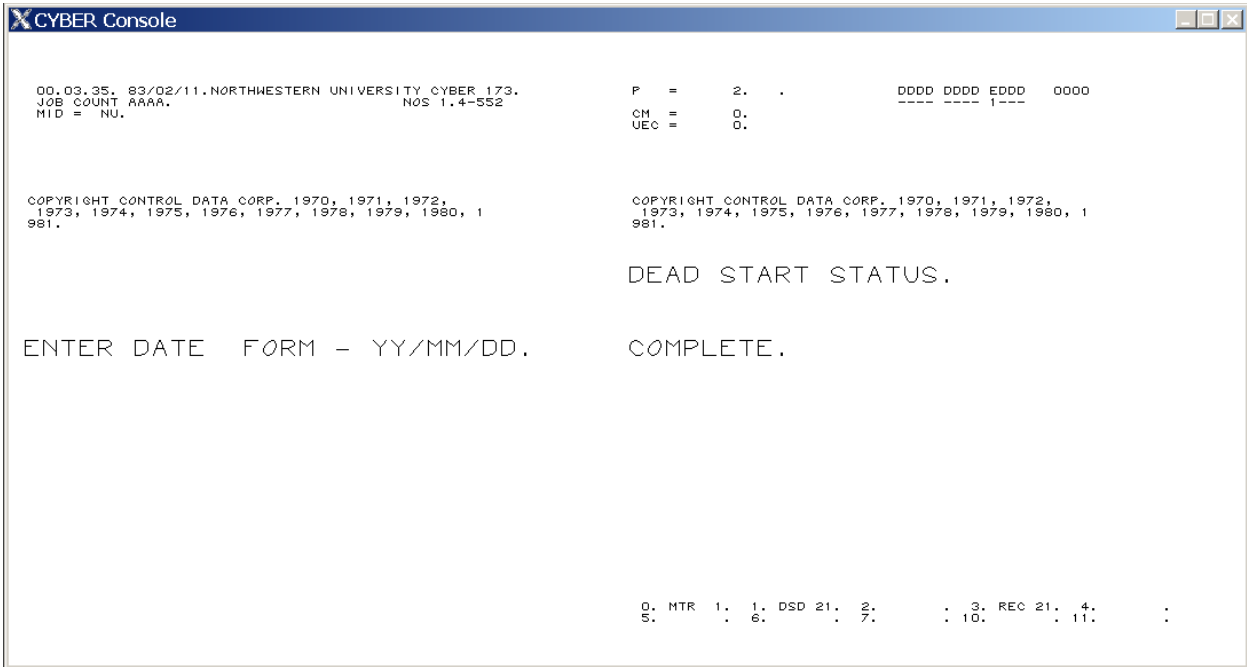 CYBER Console
00.03.35. 83/02/11.NORTHWESTERN UNIVERSITY CYBER 173.
JOB COUNT AAAA. NOS 1.4-552
MID = NU.
COPYRIGHT CONTROL DATA CORP. 1970, 1971, 1972,
1973, 1974, 1975, 1976, 1977, 1978, 1979, 1980, 1
981.
ENTER DATE FORM - YY/MM/DD.
P = 2. . DDDD DDDD EDDD 0000
---- ---- 1---
CM = 0.
UEC = 0.
COPYRIGHT CONTROL DATA CORP. 1970, 1971, 1972,
1973, 1974, 1975, 1976, 1977, 1978, 1979, 1980, 1
981.
DEAD START STATUS.
COMPLETE.
0. MTR 1. 1. DSD 21. 2. . 3. REC 21. 4. .
5. . 6. . 7. . 10. . 11. .